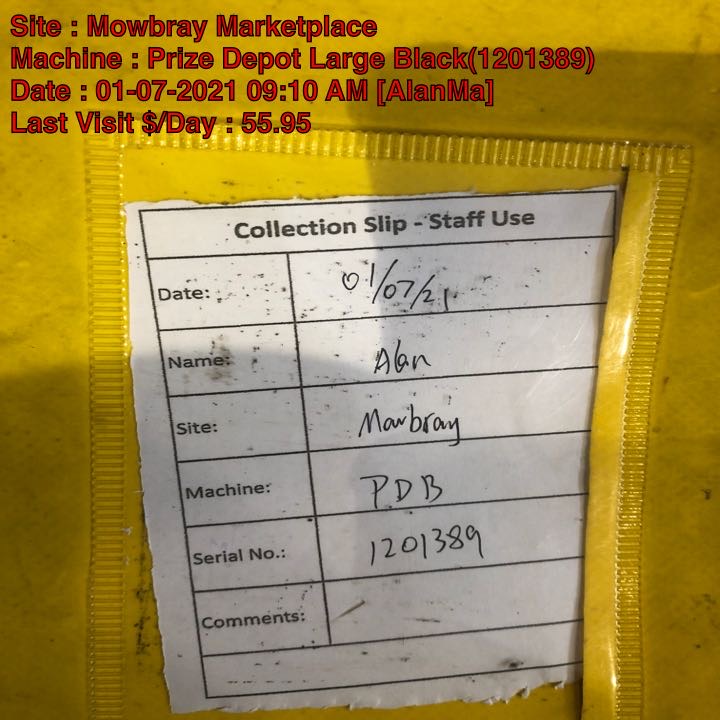 Site : Mowbray Marketplace
Machine : Prize Depot Large Black(1201389)
Date : 01-07-2021 09:10 AM [AlanMa]
Last Visit $/Day : 55.95
Collection Slip - Staff Use
Date: 01/07/21
Name: Alan
Site: Mowbray
Machine: PDB
Serial No.: 1201389
Comments: